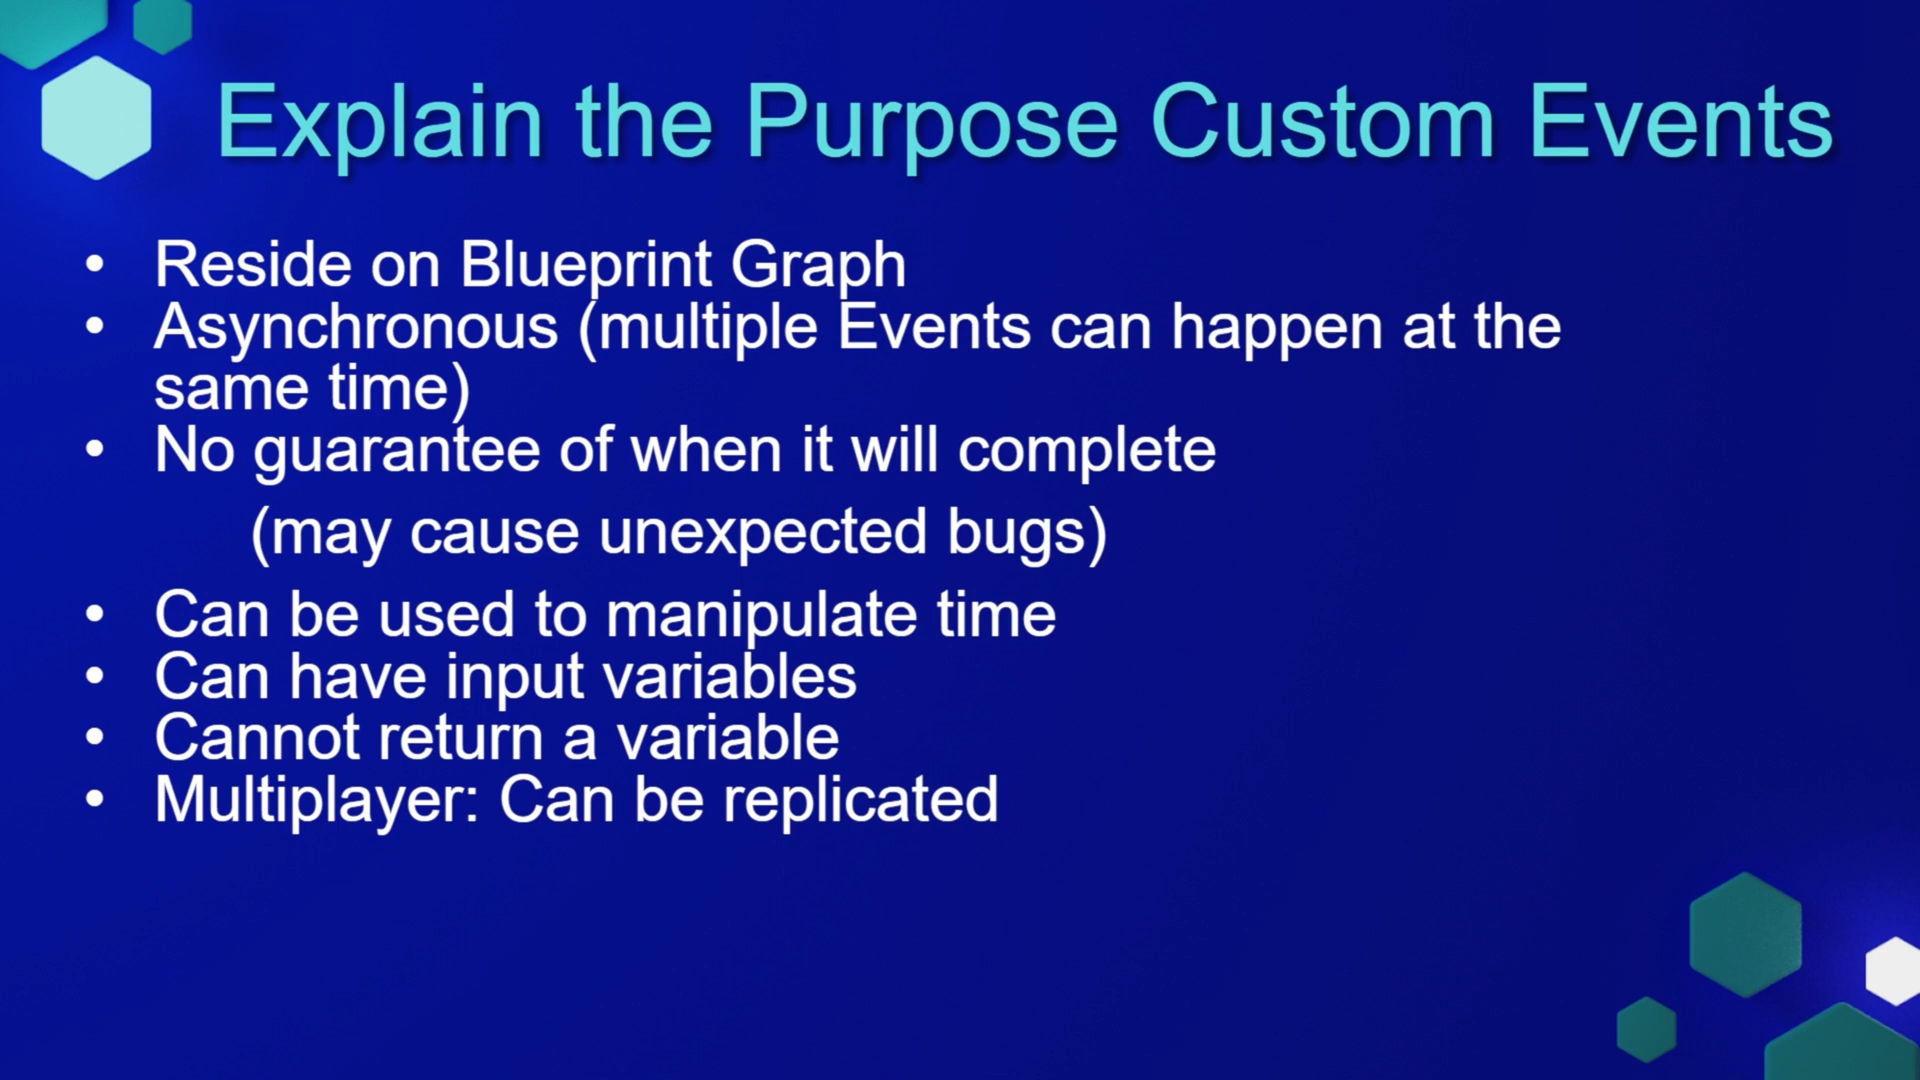 Explain the Purpose Custom Events
• Reside on Blueprint Graph
• Asynchronous (multiple Events can happen at the
same time)
• No guarantee of when it will complete
(may cause unexpected bugs)
• Can be used to manipulate time
• Can have input variables
• Cannot return a variable
• Multiplayer: Can be replicated